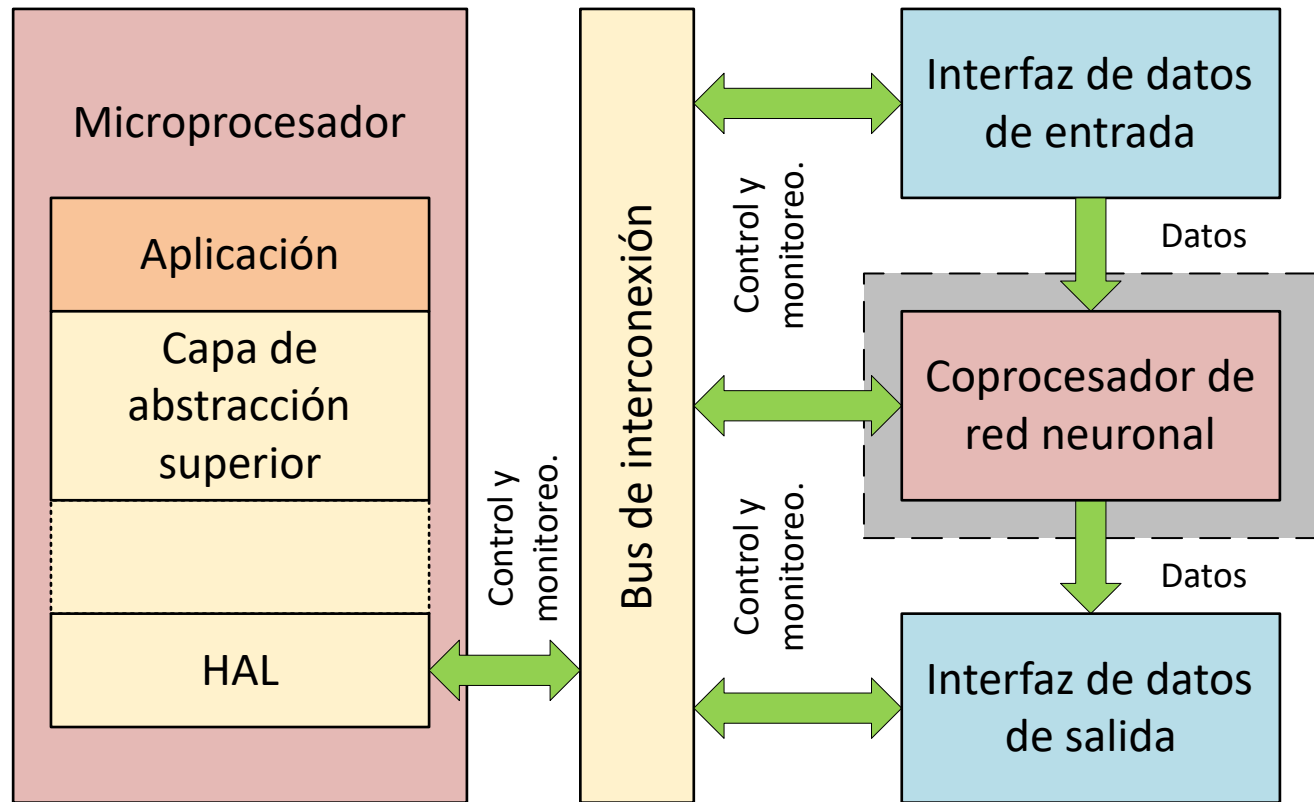 Microprocesador
Aplicación
Capa de
abstracción
superior
HAL
Control y
monitoreo.
Bus de interconexión
Control y
monitoreo.
Control y
monitoreo.
Interfaz de datos
de entrada
Datos
Coprocesador de
red neuronal
Datos
Interfaz de datos
de salida